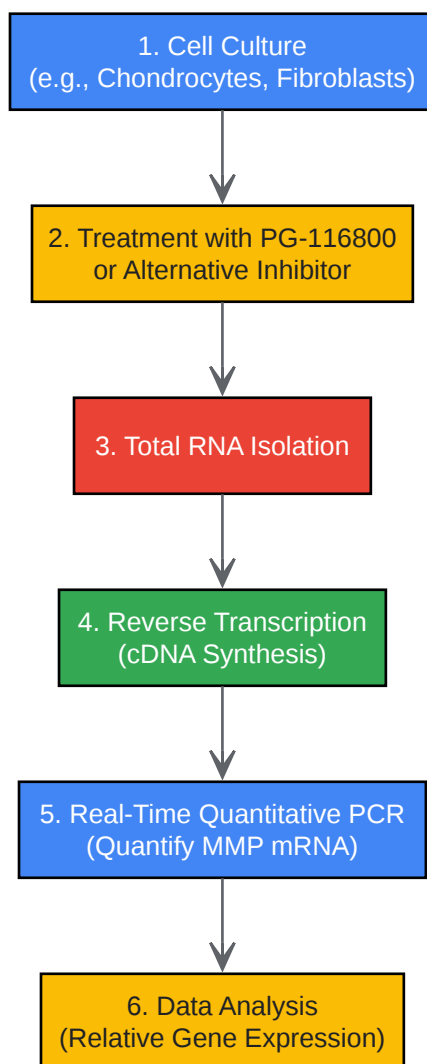 1. Cell Culture
(e.g., Chondrocytes, Fibroblasts)
2. Treatment with PG-116800
or Alternative Inhibitor
3. Total RNA Isolation
4. Reverse Transcription
(cDNA Synthesis)
5. Real-Time Quantitative PCR
(Quantify MMP mRNA)
6. Data Analysis
(Relative Gene Expression)